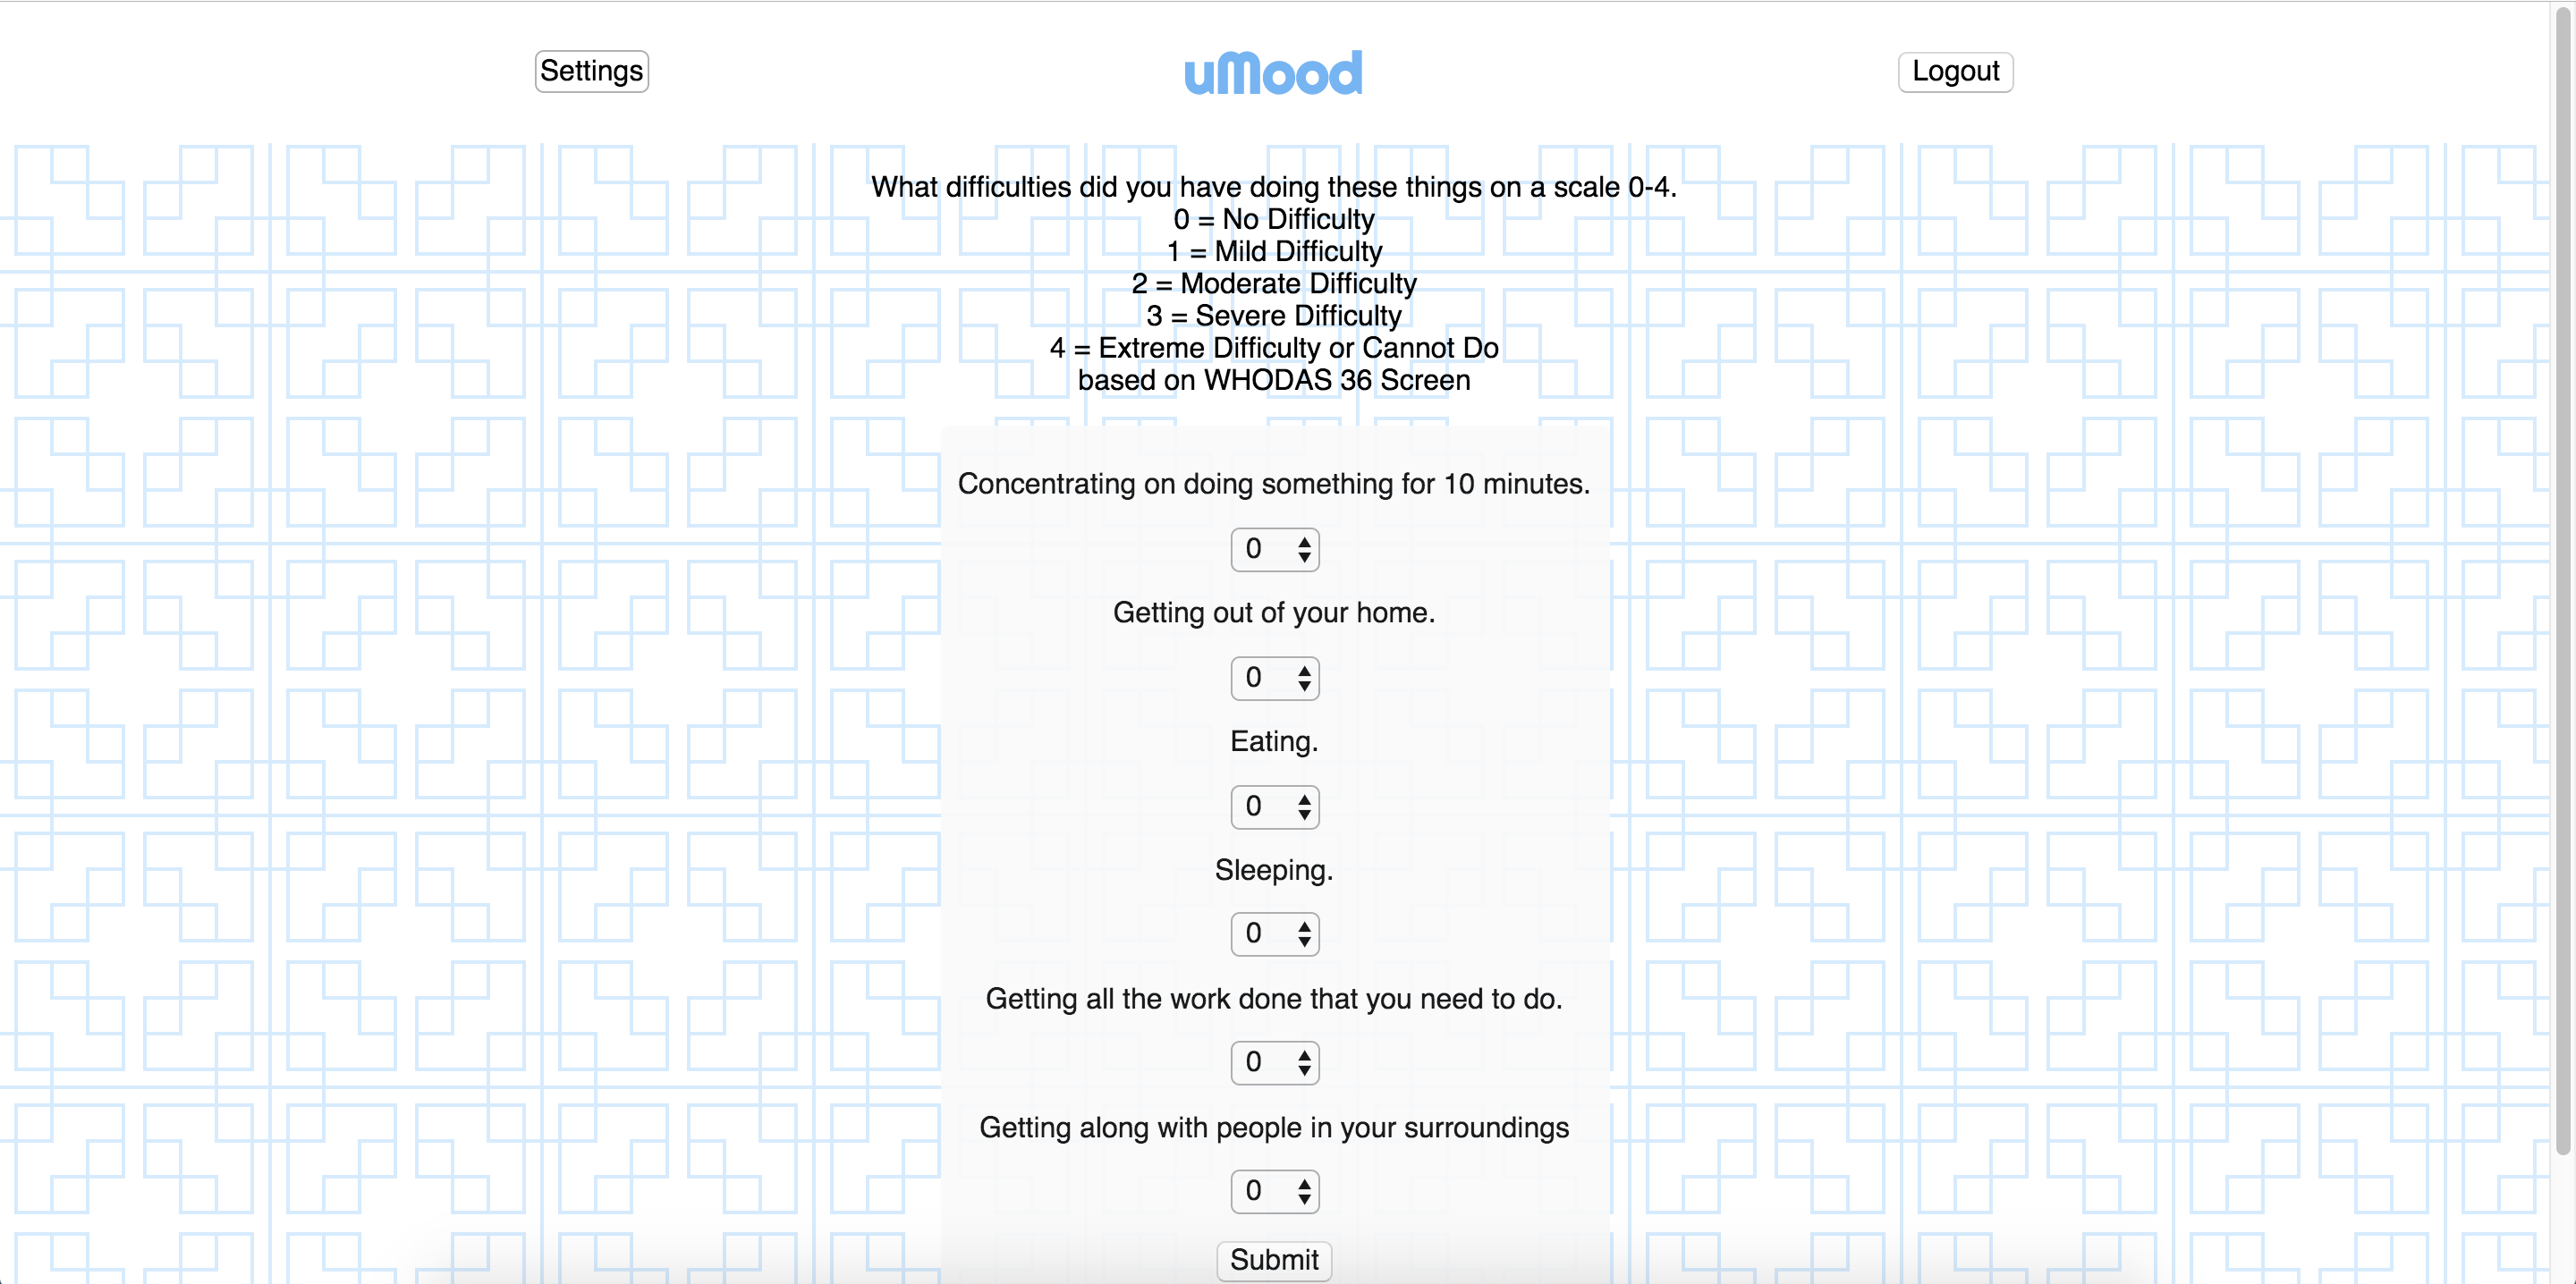 Settings
uMood
Logout
What difficulties did you have doing these things on a scale 0-4.
0 = No Difficulty
1 = Mild Difficulty
2 = Moderate Difficulty
3 = Severe Difficulty
4 = Extreme Difficulty or Cannot Do
based on WHODAS 36 Screen
Concentrating on doing something for 10 minutes.
0
Getting out of your home.
0
Eating.
0
Sleeping.
0
Getting all the work done that you need to do.
0
Getting along with people in your surroundings
0
Submit